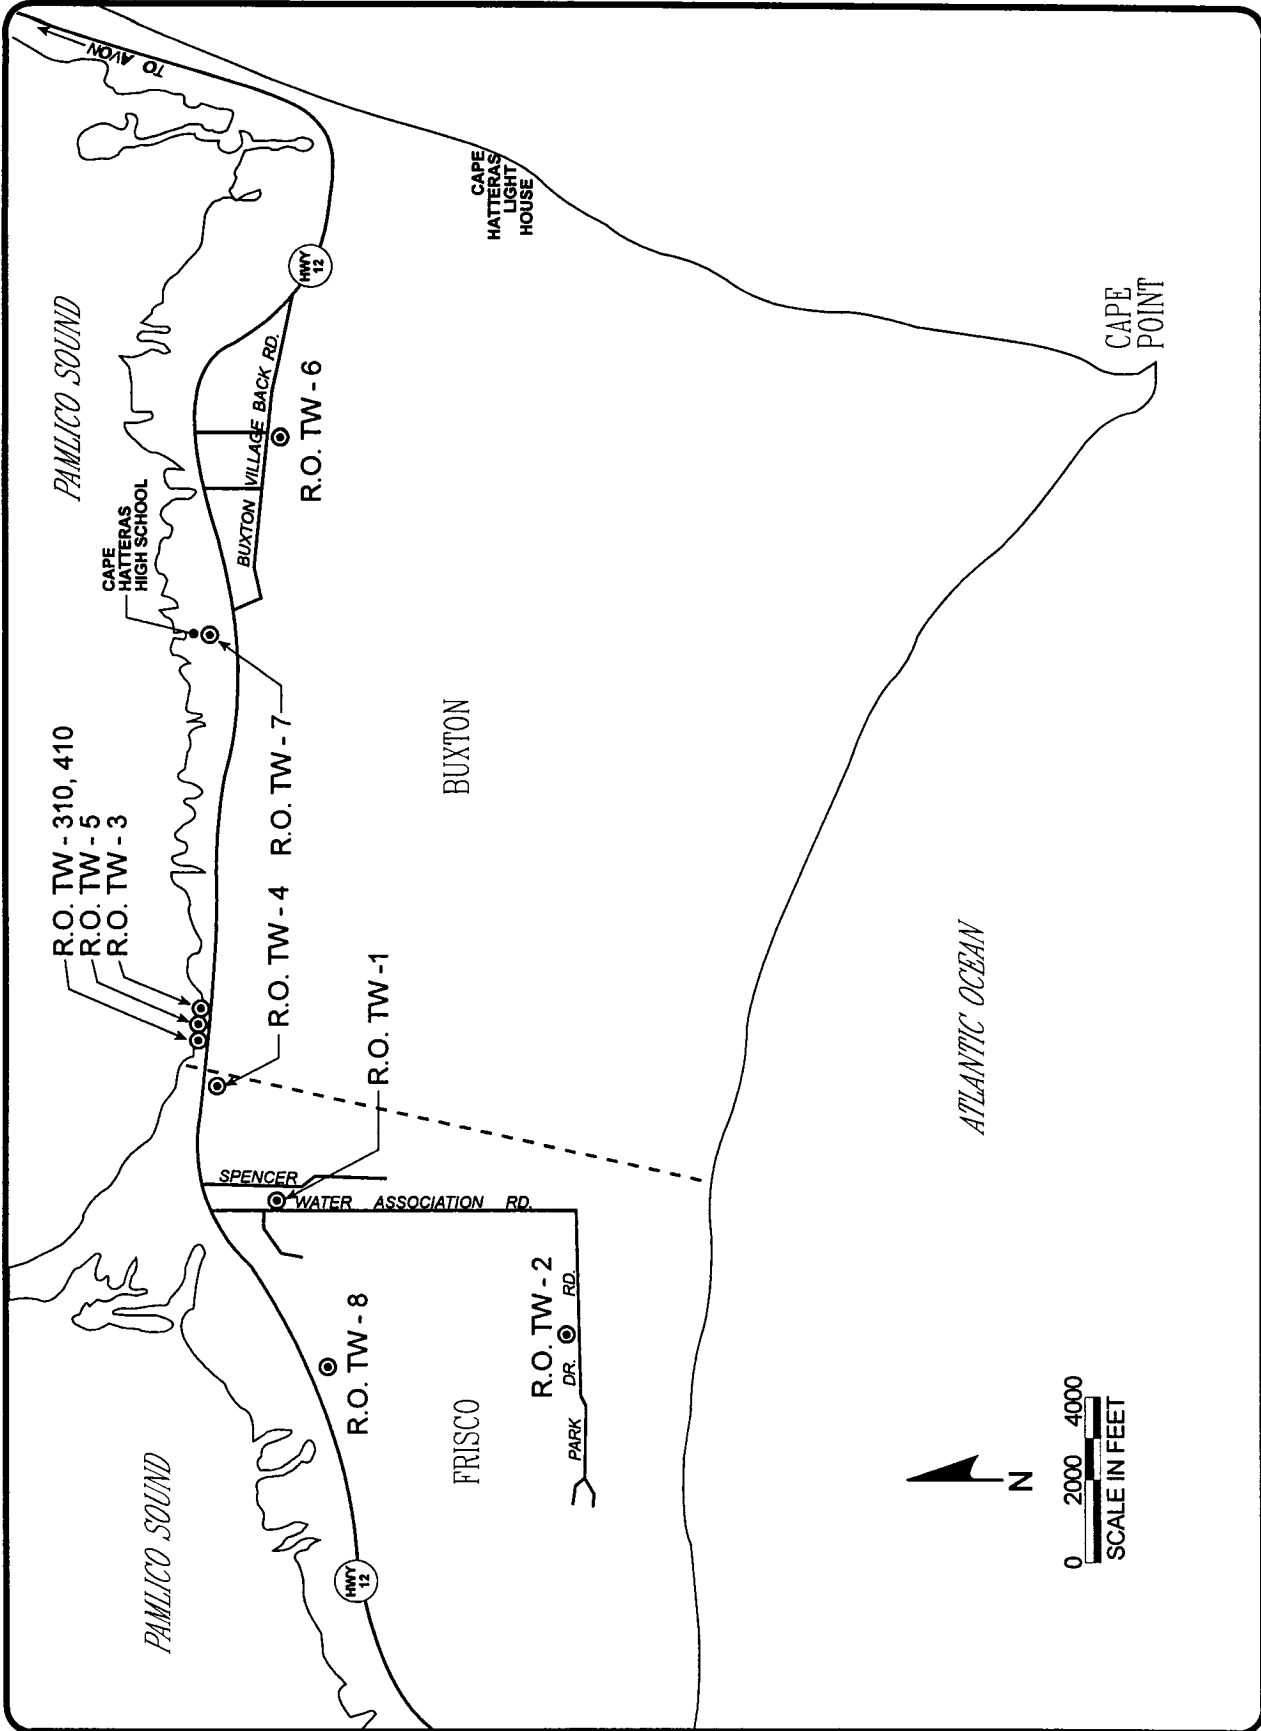 PAMLICO SOUND
PAMLICO SOUND
TO AVON
R.O. TW - 310, 410
R.O. TW - 5
R.O. TW - 3
CAPE
HATTERAS
HIGH SCHOOL
HWY
12
BUXTON VILLAGE BACK RD.
R.O. TW - 6
R.O. TW - 4
R.O. TW - 7
R.O. TW -1
SPENCER
WATER ASSOCIATION RD.
R.O. TW - 8
HWY
12
FRISCO
BUXTON
CAPE
HATTERAS
LIGHT
HOUSE
R.O. TW - 2
PARK DR. RD.
ATLANTIC OCEAN
CAPE
POINT
N
0 2000 4000
SCALE IN FEET